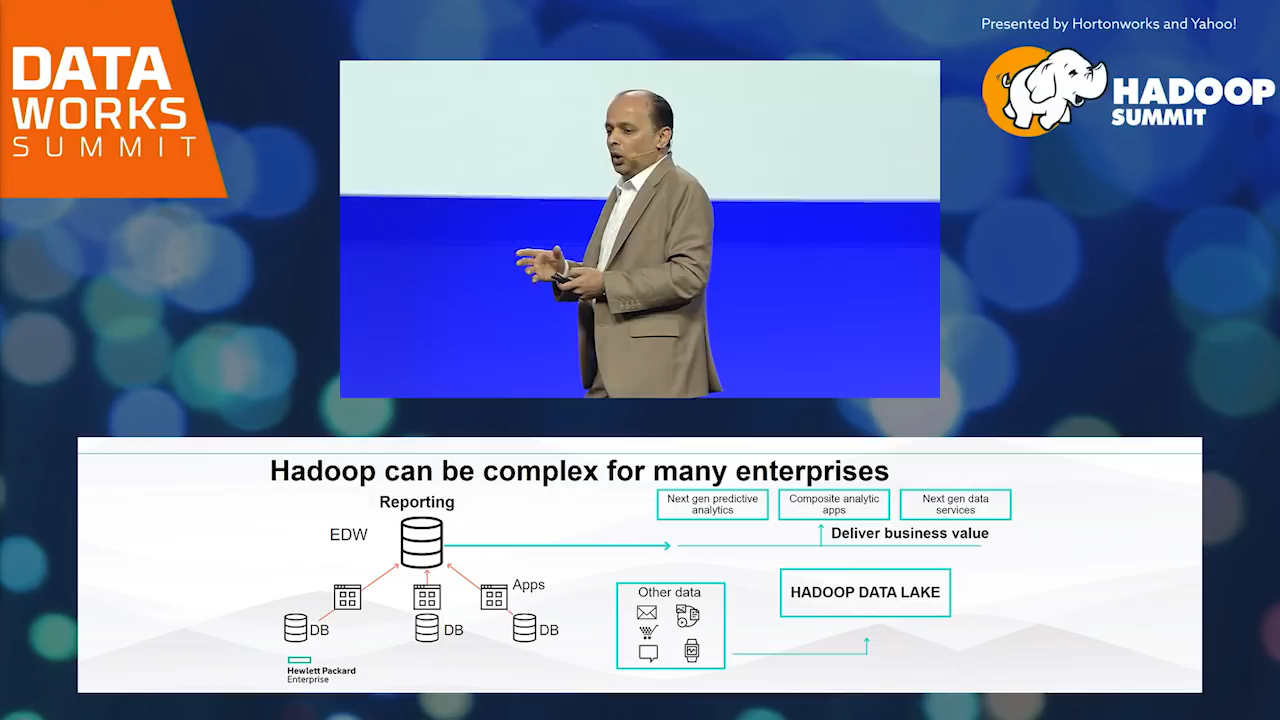 Presented by Hortonworks and Yahoo!
DATA
WORKS
SUMMIT
HADOOP
SUMMIT
Hadoop can be complex for many enterprises
Reporting
EDW
Apps
DB
DB
DB
Next gen predictive
analytics
Composite analytic
apps
Next gen data
services
Deliver business value
Other data
HADOOP DATA LAKE
Hewlett Packard
Enterprise